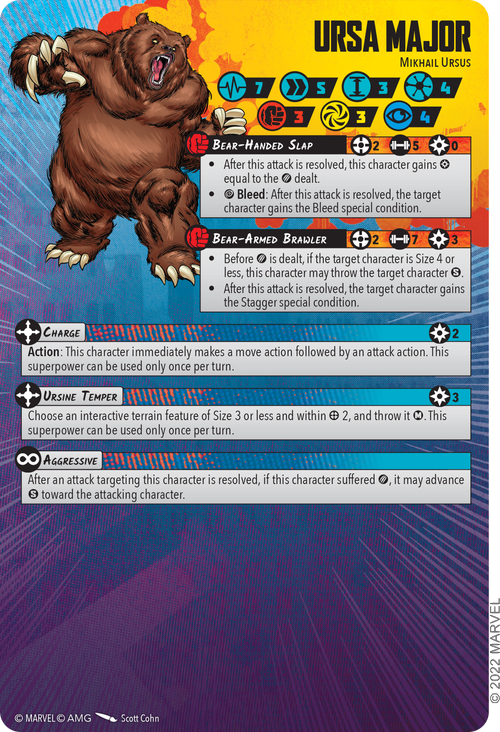 URSA MAJOR
MIKHAIL URSUS
7 5 3 4
3 3 4
BEAR-HANDED SLAP 2 5 0
• After this attack is resolved, this character gains
equal to the dealt.
• Bleed: After this attack is resolved, the target
character gains the Bleed special condition.
BEAR-ARMED BRAWLER 2 7 3
• Before is dealt, if the target character is Size 4 or
less, this character may throw the target character S.
• After this attack is resolved, the target character gains
the Stagger special condition.
CHARGE 2
Action: This character immediately makes a move action followed by an attack action. This
superpower can be used only once per turn.
URSINE TEMPER 3
Choose an interactive terrain feature of Size 3 or less and within 2, and throw it M. This
superpower can be used only once per turn.
AGGRESSIVE
After an attack targeting this character is resolved, if this character suffered , it may advance
S toward the attacking character.
© MARVEL © AMG Scott Cohn
© 2022 MARVEL